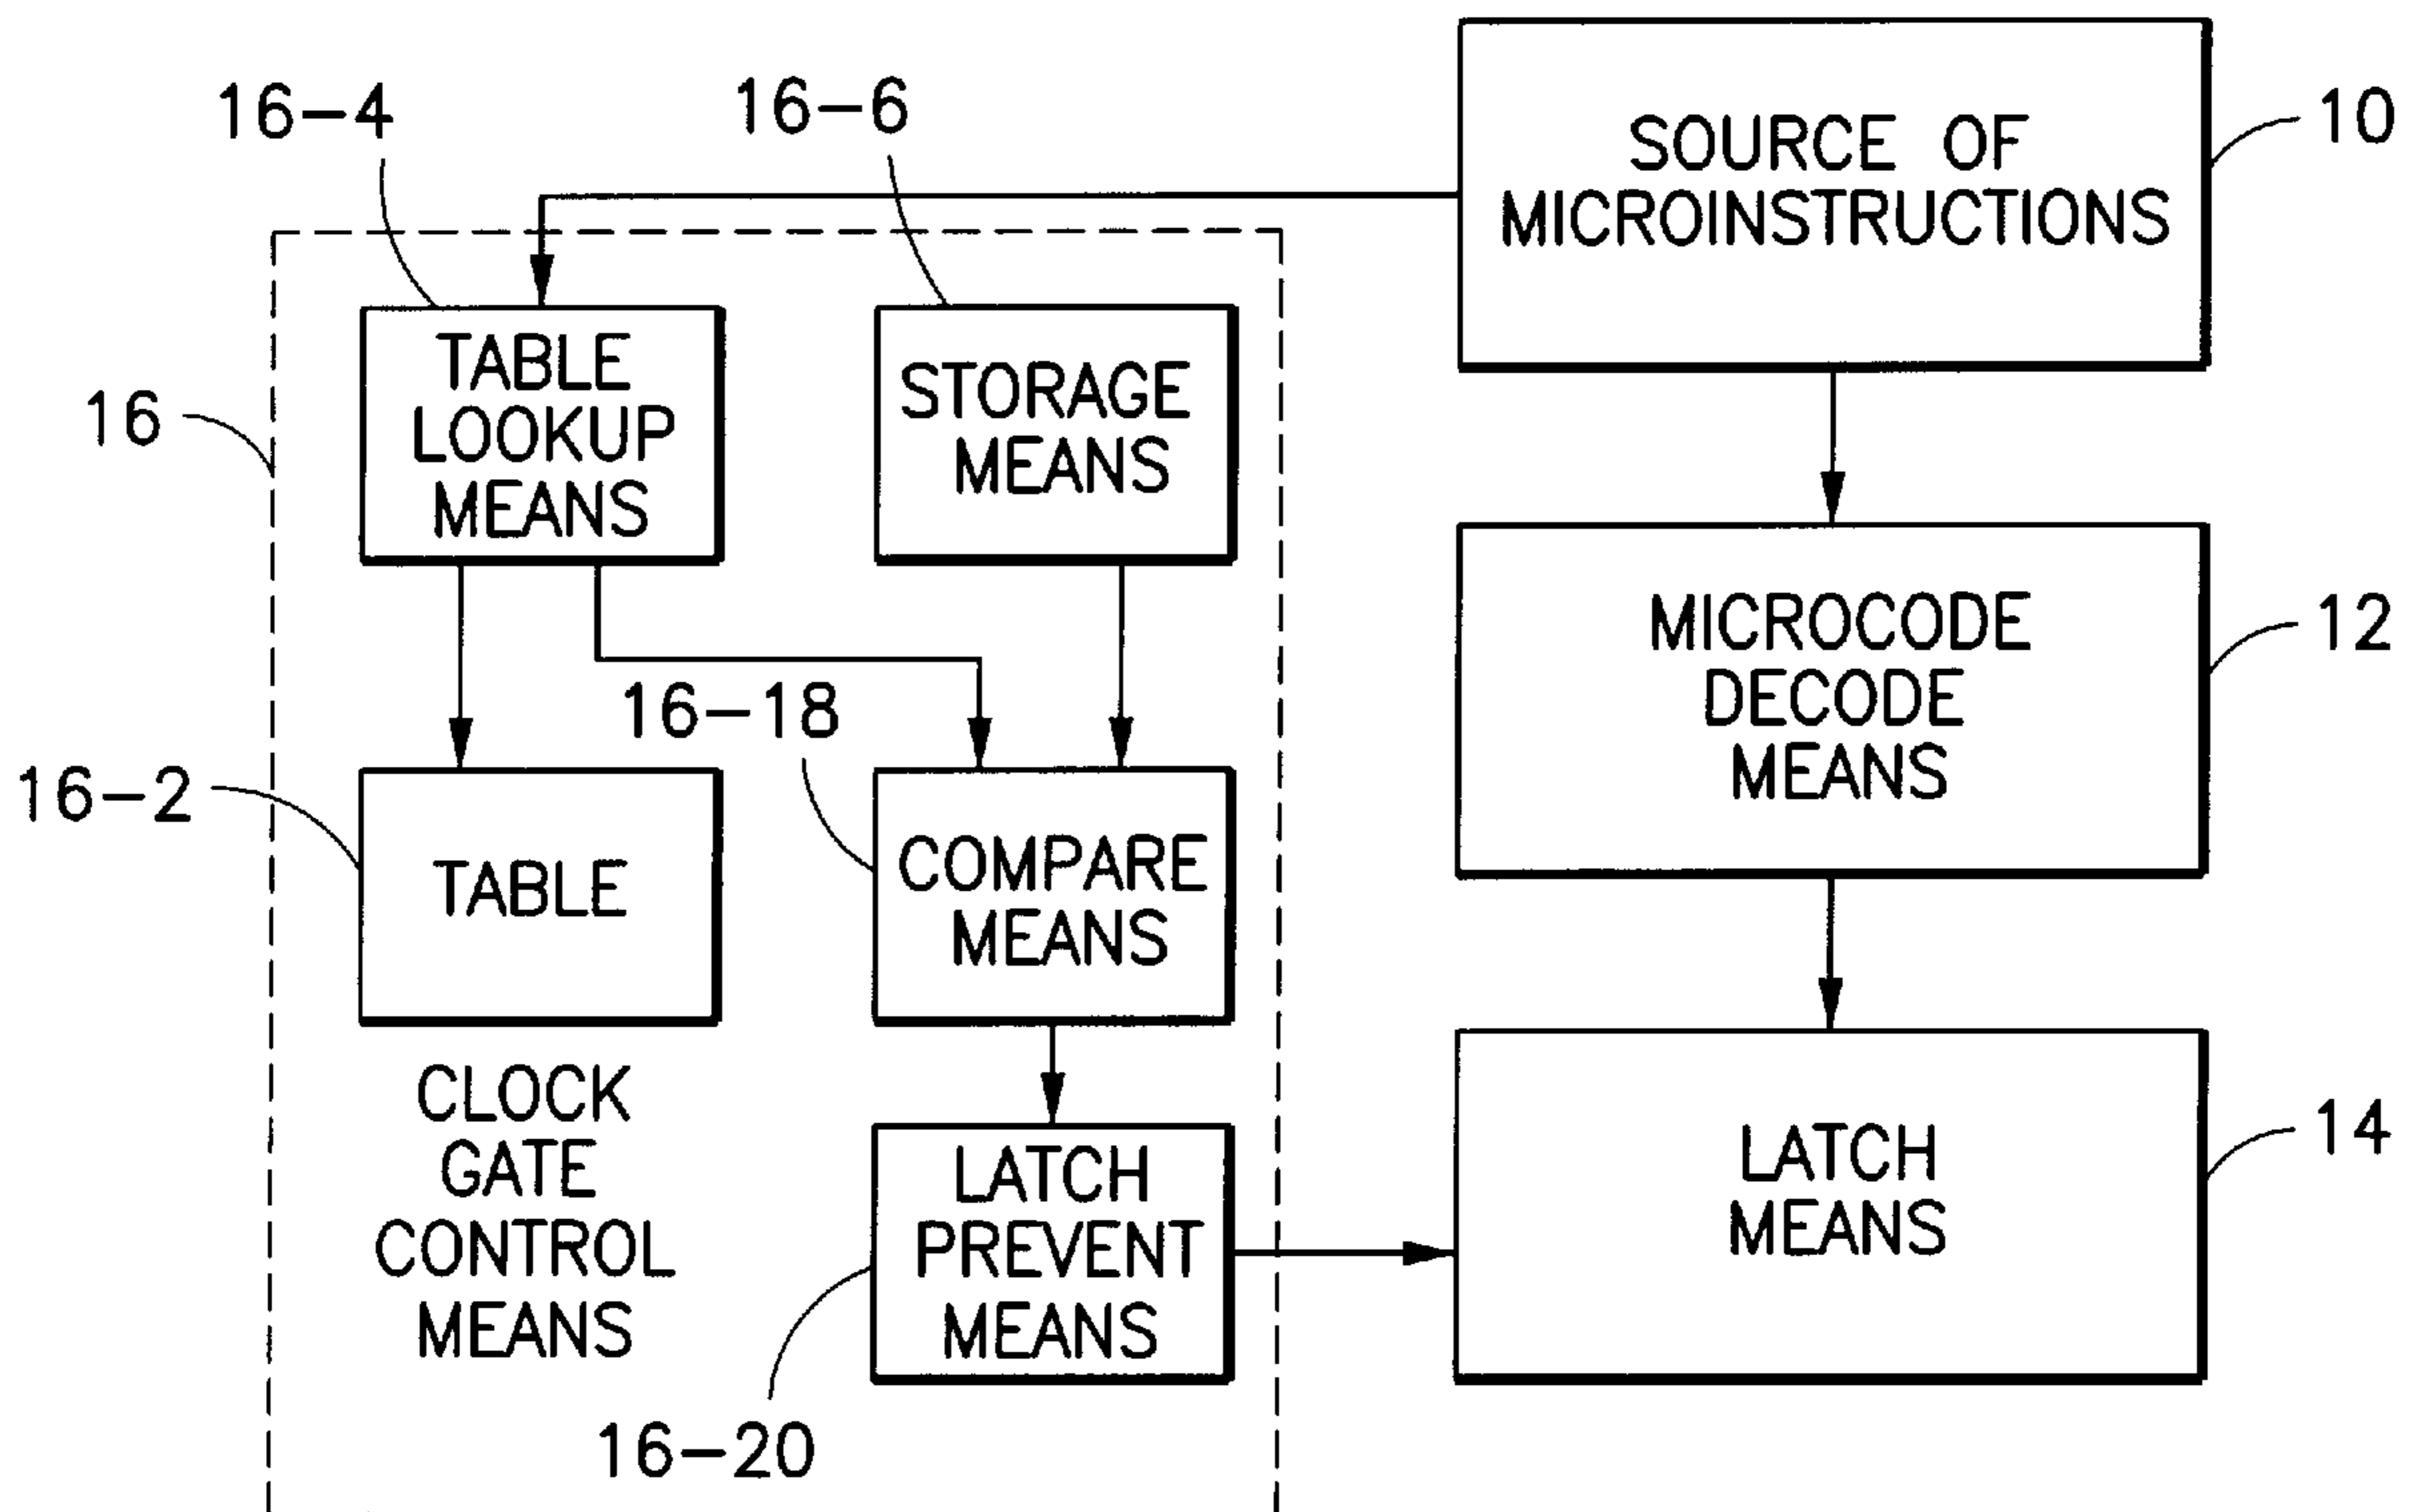 16-4
16-6
SOURCE OF
MICROINSTRUCTIONS
10
16
TABLE
LOOKUP
MEANS
STORAGE
MEANS
MICROCODE
DECODE
MEANS
12
16-18
16-2
TABLE
COMPARE
MEANS
CLOCK
GATE
CONTROL
MEANS
LATCH
PREVENT
MEANS
LATCH
MEANS
14
16-20